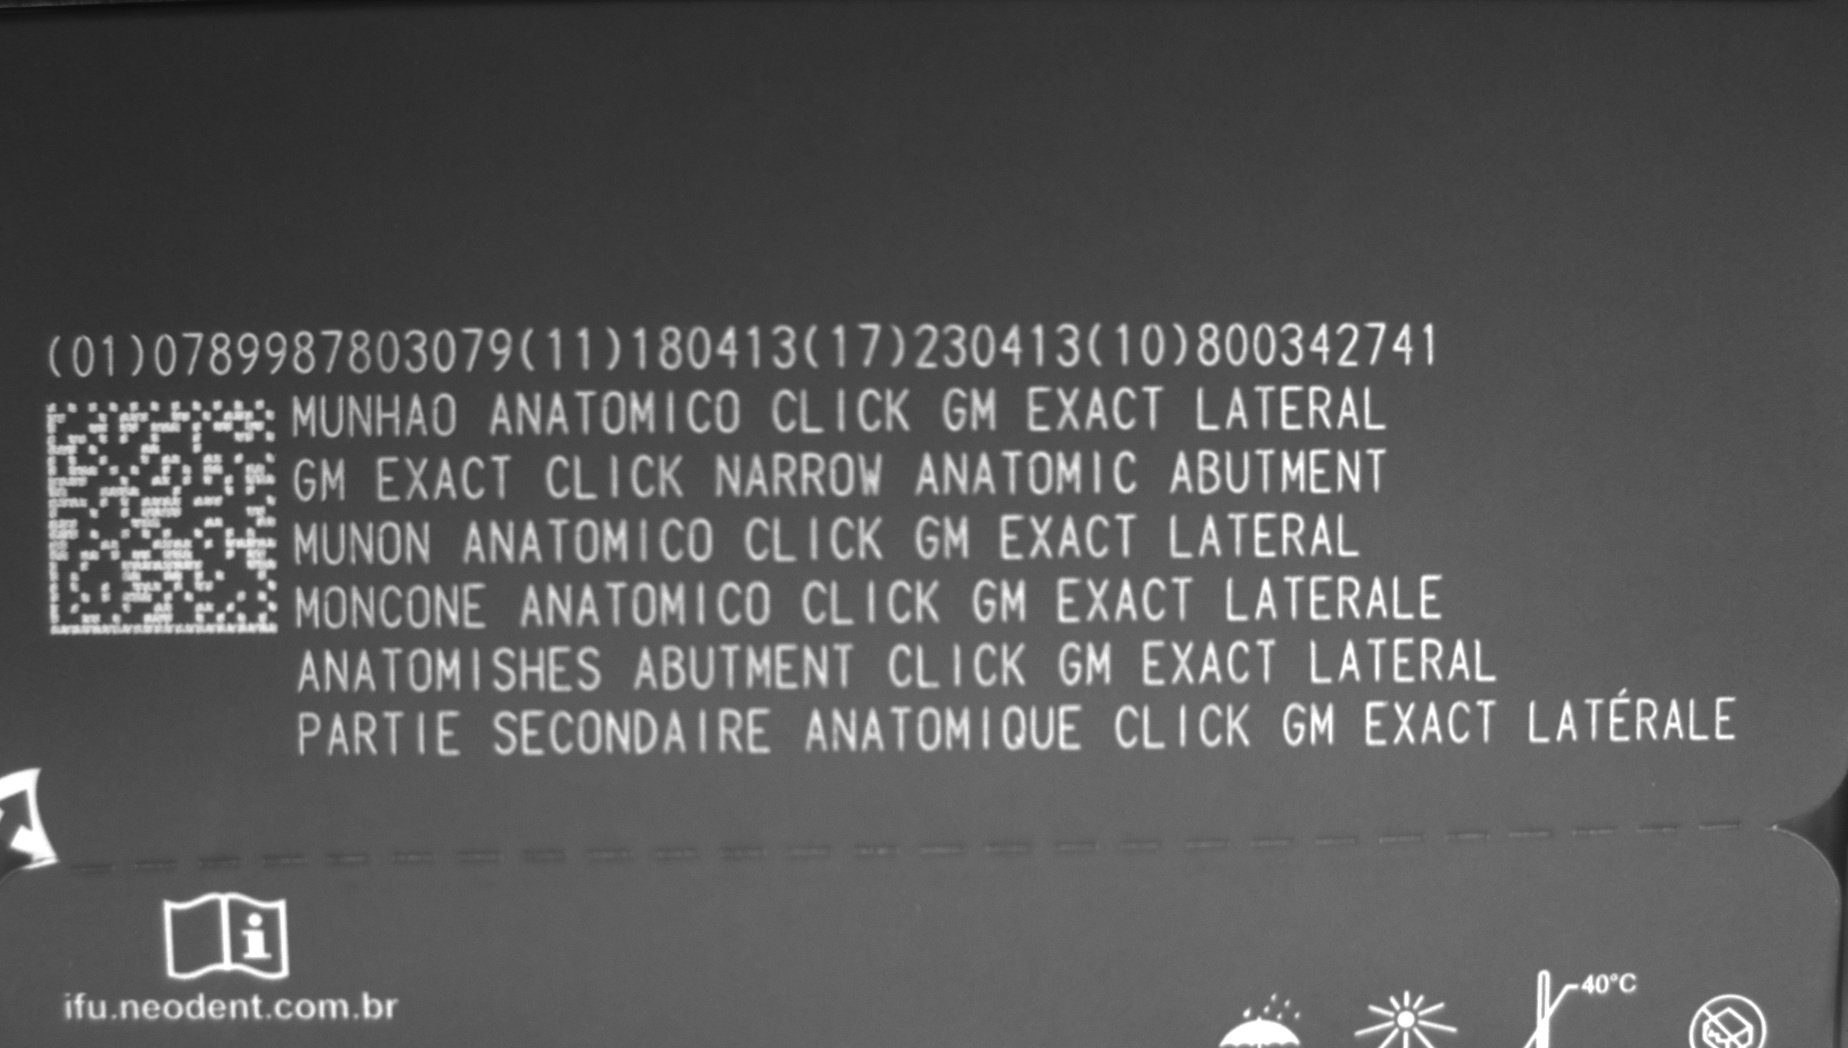 (01)0789987803079(11)180413(17)230413(10)800342741
MUNHAO ANATOMICO CLICK GM EXACT LATERAL
GM EXACT CLICK NARROW ANATOMIC ABUTMENT
MUNON ANATOMICO CLICK GM EXACT LATERAL
MONCONE ANATOMICO CLICK GM EXACT LATERALE
ANATOMISHES ABUTMENT CLICK GM EXACT LATERAL
PARTIE SECONDAIRE ANATOMIQUE CLICK GM EXACT LATÉRALE
ifu.neodent.com.br
40°C